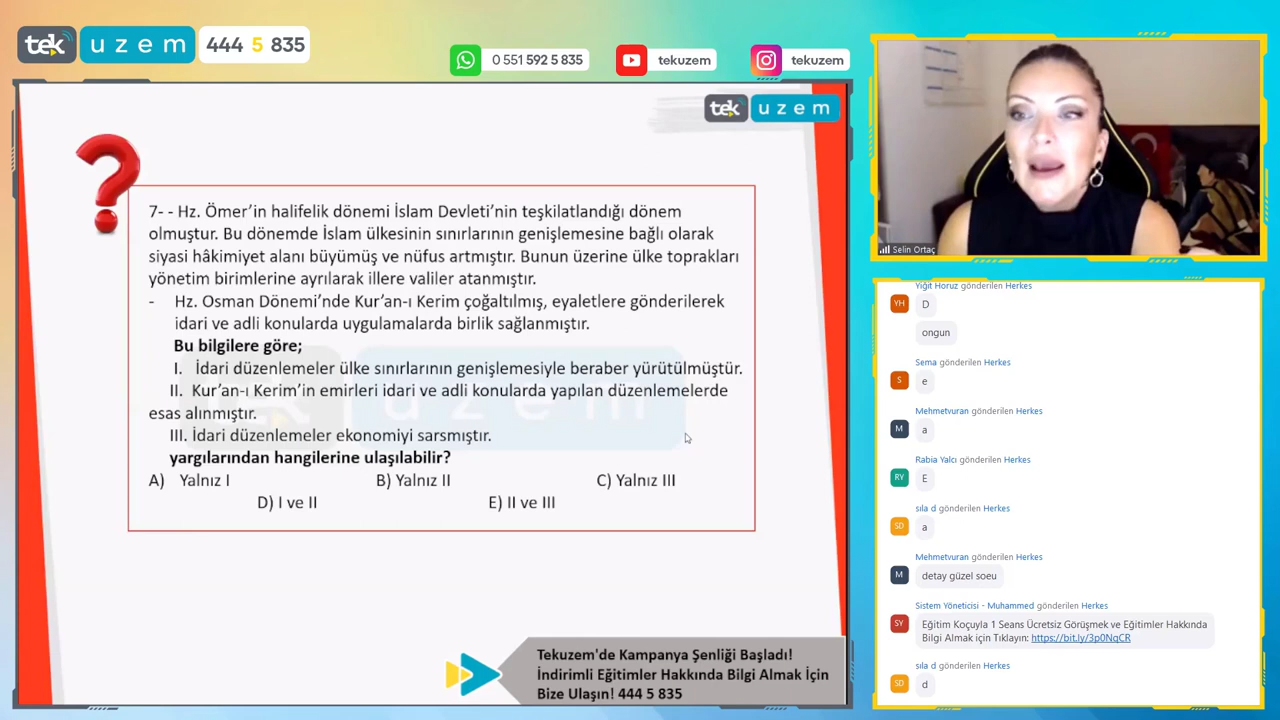 tek uzem 444 5 835
0 551 592 5 835
tekuzem
tekuzem
tek uzem
7- - Hz. Ömer'in halifelik dönemi İslam Devleti'nin teşkilatlandığı dönem
olmuştur. Bu dönemde İslam ülkesinin sınırlarının genişlemesine bağlı olarak
siyasi hâkimiyet alanı büyümüş ve nüfus artmıştır. Bunun üzerine ülke toprakları
yönetim birimlerine ayrılarak illere valiler atanmıştır.
- Hz. Osman Dönemi'nde Kur'an-ı Kerim çoğaltılmış, eyaletlere gönderilerek
idari ve adli konularda uygulamalarda birlik sağlanmıştır.
Bu bilgilere göre;
I. İdari düzenlemeler ülke sınırlarının genişlemesiyle beraber yürütülmüştür.
II. Kur'an-ı Kerim'in emirleri idari ve adli konularda yapılan düzenlemelerde
esas alınmıştır.
III. İdari düzenlemeler ekonomiyi sarsmıştır.
yargılarından hangilerine ulaşılabilir?
A) Yalnız I B) Yalnız II C) Yalnız III
D) I ve II E) II ve III
tek uzem
Tekuzem'de Kampanya Şenliği Başladı!
İndirimli Eğitimler Hakkında Bilgi Almak İçin
Bize Ulaşın! 444 5 835
Selin Ortaç
Yiğit Horuz gönderilen Herkes
YH D
ongun
Sema gönderilen Herkes
S e
Mehmetvuran gönderilen Herkes
M a
Rabia Yalcı gönderilen Herkes
RY E
sıla d gönderilen Herkes
SD a
Mehmetvuran gönderilen Herkes
M detay güzel soeu
Sistem Yöneticisi - Muhammed gönderilen Herkes
SY Eğitim Koçuyla 1 Seans Ücretsiz Görüşmek ve Eğitimler Hakkında
Bilgi Almak için Tıklayın: https://bit.ly/3p0NqCR
sıla d gönderilen Herkes
SD d